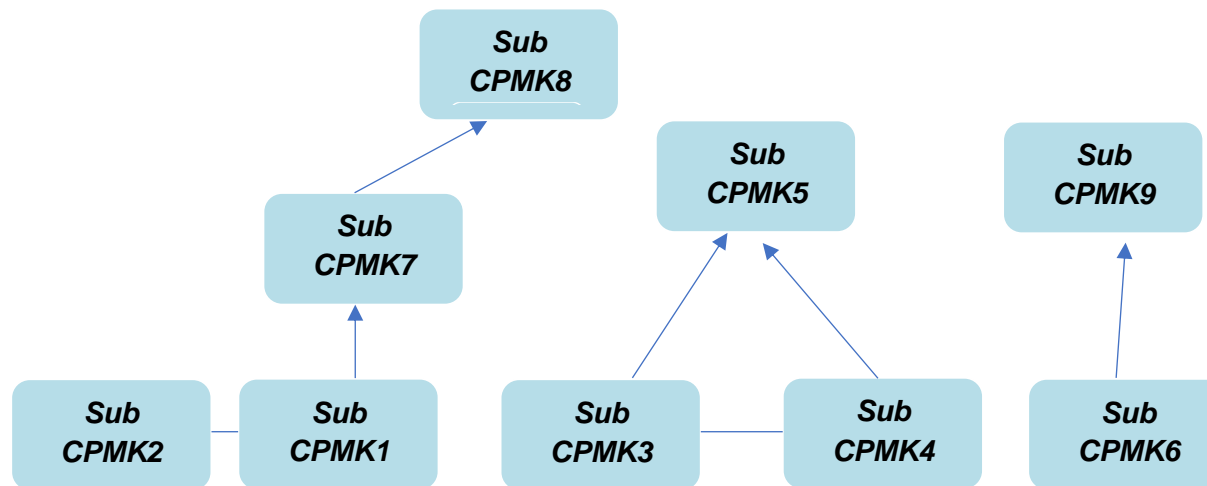 Sub
CPMK8
Sub
CPMK5
Sub
CPMK9
Sub
CPMK7
Sub
CPMK2
Sub
CPMK1
Sub
CPMK3
Sub
CPMK4
Sub
CPMK6